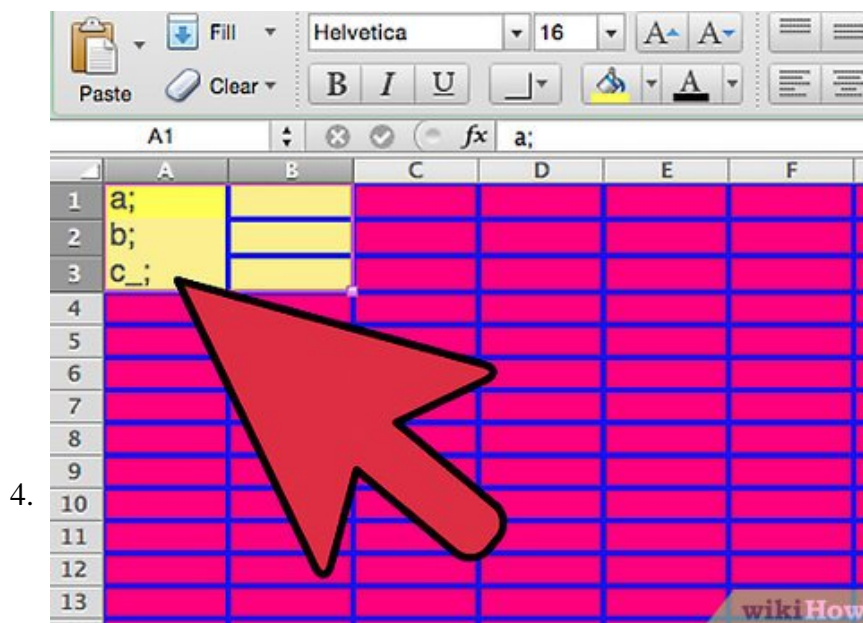 Fill Helvetica 16 A A
Paste Clear B I U A
A1 fx a;
A B C D E F
1 a;
2 b;
3 c_;
4
5
6
7
8
9
4. 10
11
12
13 wikiHow